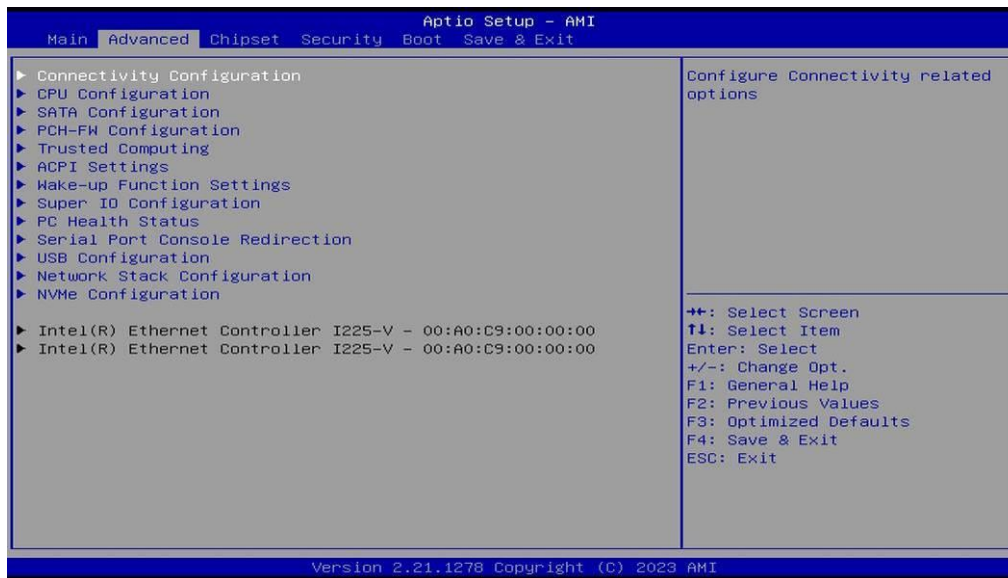 Aptio Setup - AMI
Main Advanced Chipset Security Boot Save & Exit
▶ Connectivity Configuration
▶ CPU Configuration
▶ SATA Configuration
▶ PCH-FW Configuration
▶ Trusted Computing
▶ ACPI Settings
▶ Wake-up Function Settings
▶ Super IO Configuration
▶ PC Health Status
▶ Serial Port Console Redirection
▶ USB Configuration
▶ Network Stack Configuration
▶ NVMe Configuration
▶ Intel(R) Ethernet Controller I225-V - 00:A0:C9:00:00:00
▶ Intel(R) Ethernet Controller I225-V - 00:A0:C9:00:00:00
Configure Connectivity related
options
→←: Select Screen
↑↓: Select Item
Enter: Select
+/-: Change Opt.
F1: General Help
F2: Previous Values
F3: Optimized Defaults
F4: Save & Exit
ESC: Exit
Version 2.21.1278 Copyright (C) 2023 AMI